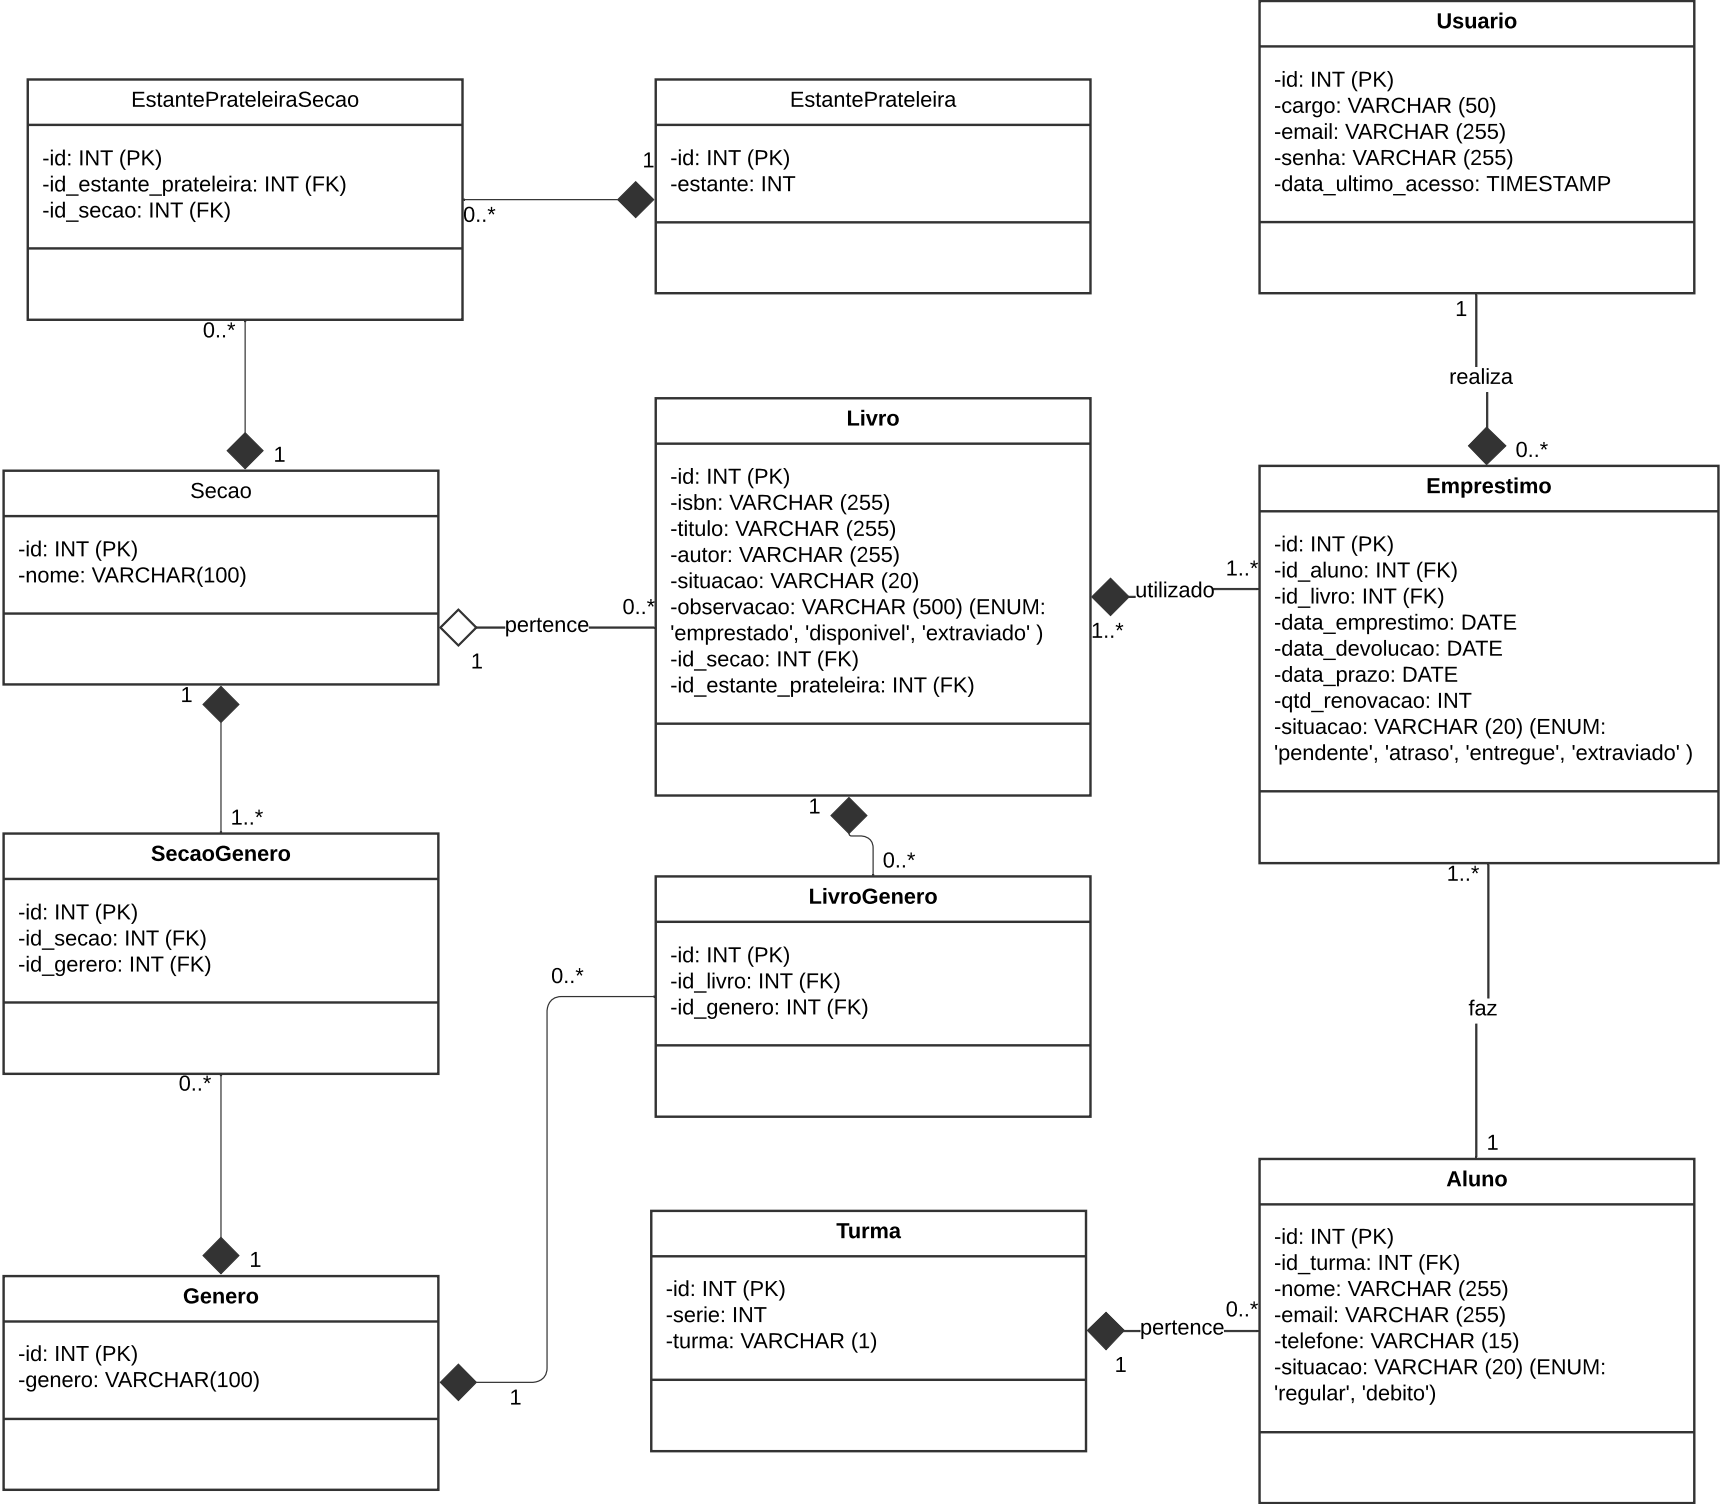 Usuario
-id: INT (PK)
-cargo: VARCHAR (50)
-email: VARCHAR (255)
-senha: VARCHAR (255)
-data_ultimo_acesso: TIMESTAMP
EstantePrateleiraSecao
-id: INT (PK)
-id_estante_prateleira: INT (FK)
-id_secao: INT (FK)
EstantePrateleira
-id: INT (PK)
-estante: INT
1
0..*
0..*
1
1
realiza
0..*
Secao
-id: INT (PK)
-nome: VARCHAR(100)
Livro
-id: INT (PK)
-isbn: VARCHAR (255)
-titulo: VARCHAR (255)
-autor: VARCHAR (255)
-situacao: VARCHAR (20)
-observacao: VARCHAR (500) (ENUM:
'emprestado', 'disponivel', 'extraviado' )
-id_secao: INT (FK)
-id_estante_prateleira: INT (FK)
Emprestimo
-id: INT (PK)
-id_aluno: INT (FK)
-id_livro: INT (FK)
-data_emprestimo: DATE
-data_devolucao: DATE
-data_prazo: DATE
-qtd_renovacao: INT
-situacao: VARCHAR (20) (ENUM:
'pendente', 'atraso', 'entregue', 'extraviado' )
0..*
pertence
1
1..*
utilizado
1..*
1
1..*
1
0..*
1..*
faz
1
SecaoGenero
-id: INT (PK)
-id_secao: INT (FK)
-id_gerero: INT (FK)
LivroGenero
-id: INT (PK)
-id_livro: INT (FK)
-id_genero: INT (FK)
0..*
0..*
1
1
Genero
-id: INT (PK)
-genero: VARCHAR(100)
Turma
-id: INT (PK)
-serie: INT
-turma: VARCHAR (1)
0..*
pertence
1
Aluno
-id: INT (PK)
-id_turma: INT (FK)
-nome: VARCHAR (255)
-email: VARCHAR (255)
-telefone: VARCHAR (15)
-situacao: VARCHAR (20) (ENUM:
'regular', 'debito')